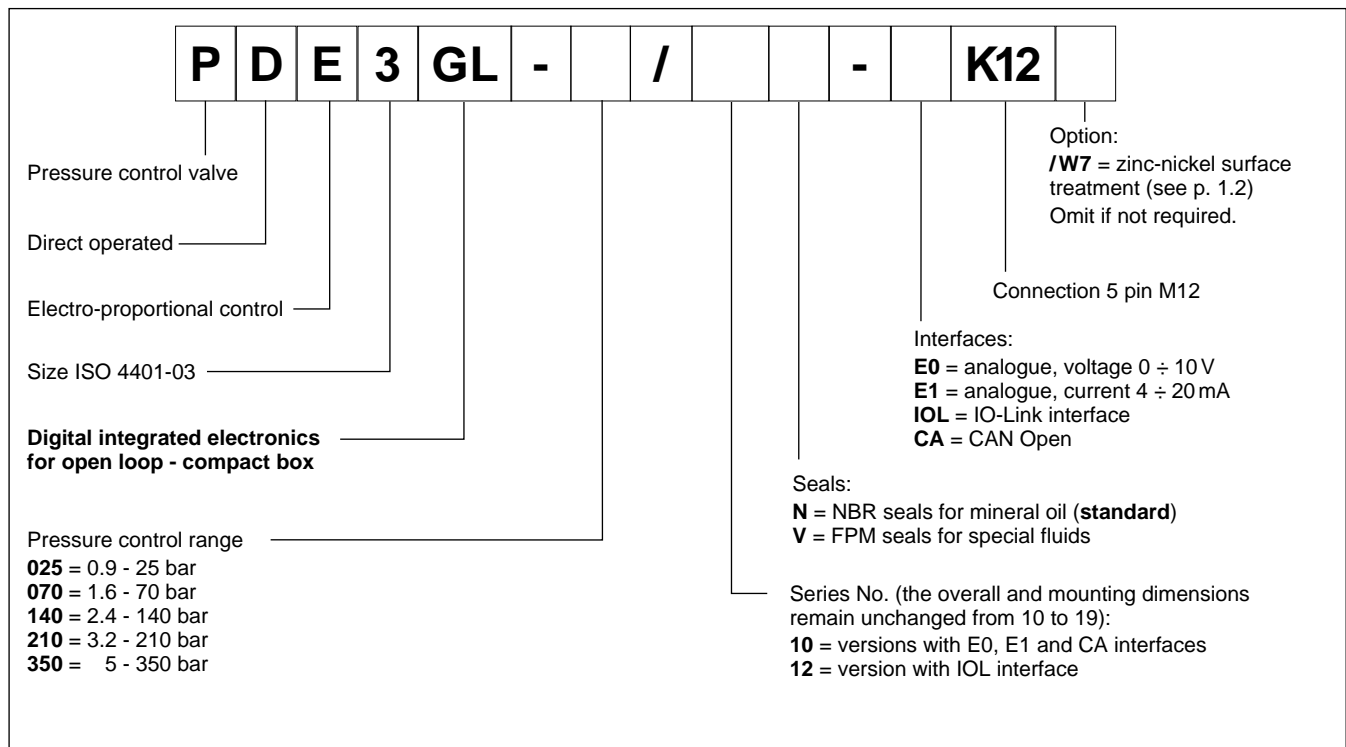 P D E 3 GL - / - K12
Pressure control valve
Direct operated
Electro-proportional control
Size ISO 4401-03
Digital integrated electronics
for open loop - compact box
Pressure control range
025 = 0.9 - 25 bar
070 = 1.6 - 70 bar
140 = 2.4 - 140 bar
210 = 3.2 - 210 bar
350 = 5 - 350 bar
Option:
/W7 = zinc-nickel surface
treatment (see p. 1.2)
Omit if not required.
Connection 5 pin M12
Interfaces:
E0 = analogue, voltage 0 ÷ 10 V
E1 = analogue, current 4 ÷ 20 mA
IOL = IO-Link interface
CA = CAN Open
Seals:
N = NBR seals for mineral oil (standard)
V = FPM seals for special fluids
Series No. (the overall and mounting dimensions
remain unchanged from 10 to 19):
10 = versions with E0, E1 and CA interfaces
12 = version with IOL interface